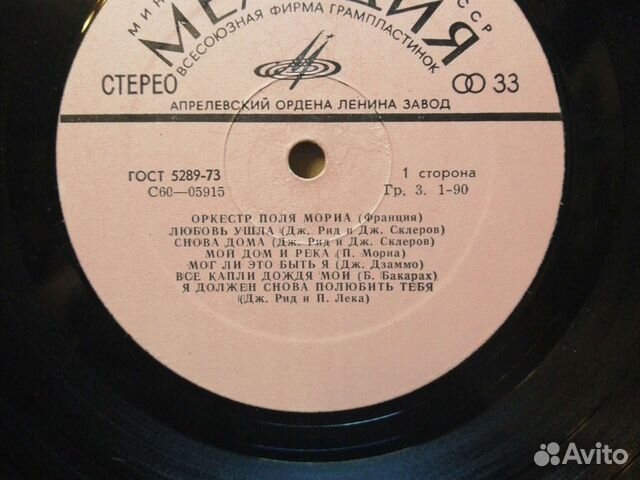 МИН ССР
МЕЛОДИЯ
ВСЕСОЮЗНАЯ ФИРМА ГРАМПЛАСТИНОК
СТЕРЕО 33
АПРЕЛЕВСКИЙ ОРДЕНА ЛЕНИНА ЗАВОД
ГОСТ 5289-73 1 сторона
С60—05915 Гр. 3. 1-90
ОРКЕСТР ПОЛЯ МОРИА (Франция)
ЛЮБОВЬ УШЛА (Дж. Рид и Дж. Склеров)
СНОВА ДОМА (Дж. Рид и Дж. Склеров)
МОЙ ДОМ И РЕКА (П. Мориа)
МОГ ЛИ ЭТО БЫТЬ Я (Дж. Дзаммо)
ВСЕ КАПЛИ ДОЖДЯ МОИ (Б. Бакарах)
Я ДОЛЖЕН СНОВА ПОЛЮБИТЬ ТЕБЯ
(Дж. Рид и П. Лека)
Avito